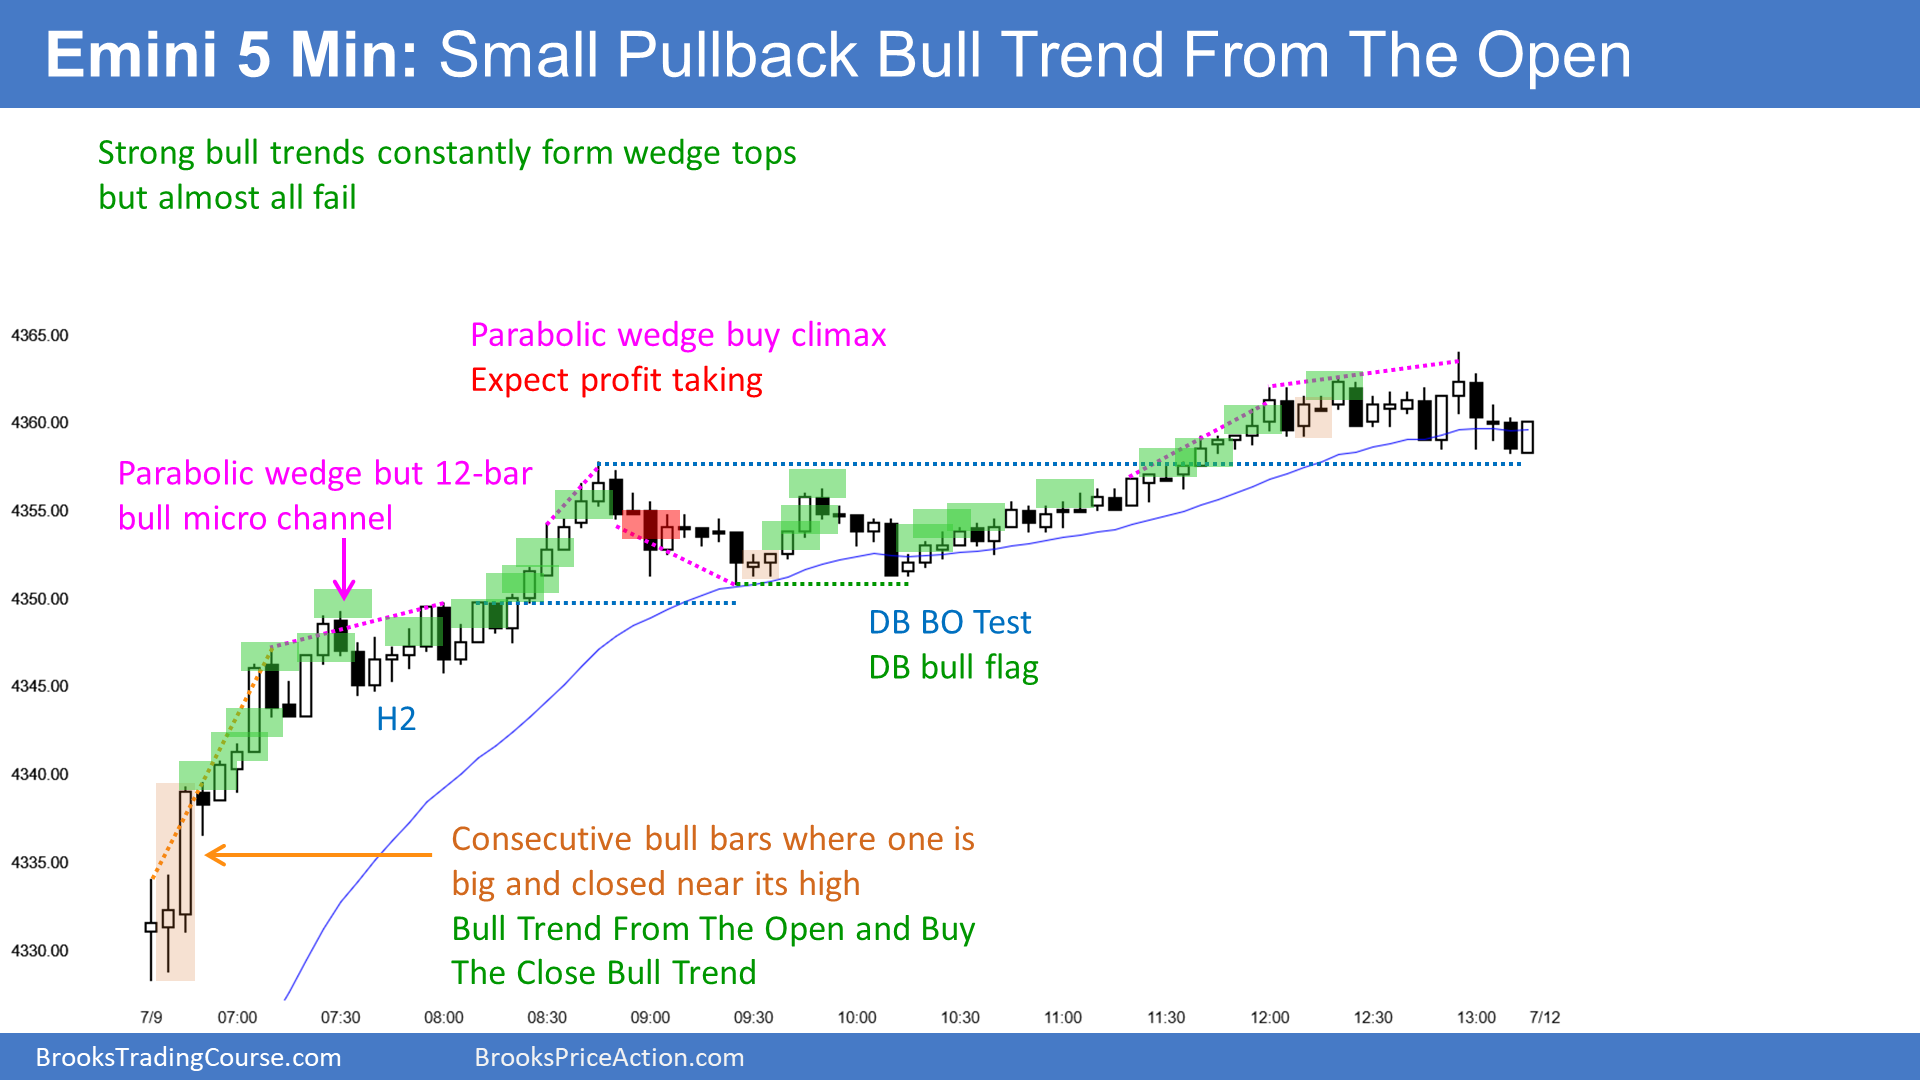 Emini 5 Min: Small Pullback Bull Trend From The Open
Strong bull trends constantly form wedge tops
but almost all fail
Parabolic wedge buy climax
Expect profit taking
Parabolic wedge but 12-bar
bull micro channel
H2
DB BO Test
DB bull flag
Consecutive bull bars where one is
big and closed near its high
Bull Trend From The Open and Buy
The Close Bull Trend
4365.00
4360.00
4355.00
4350.00
4345.00
4340.00
4335.00
4330.00
7/9 07:00 07:30 08:00 08:30 09:00 09:30 10:00 10:30 11:00 11:30 12:00 12:30 13:00 7/12
BrooksTradingCourse.com BrooksPriceAction.com